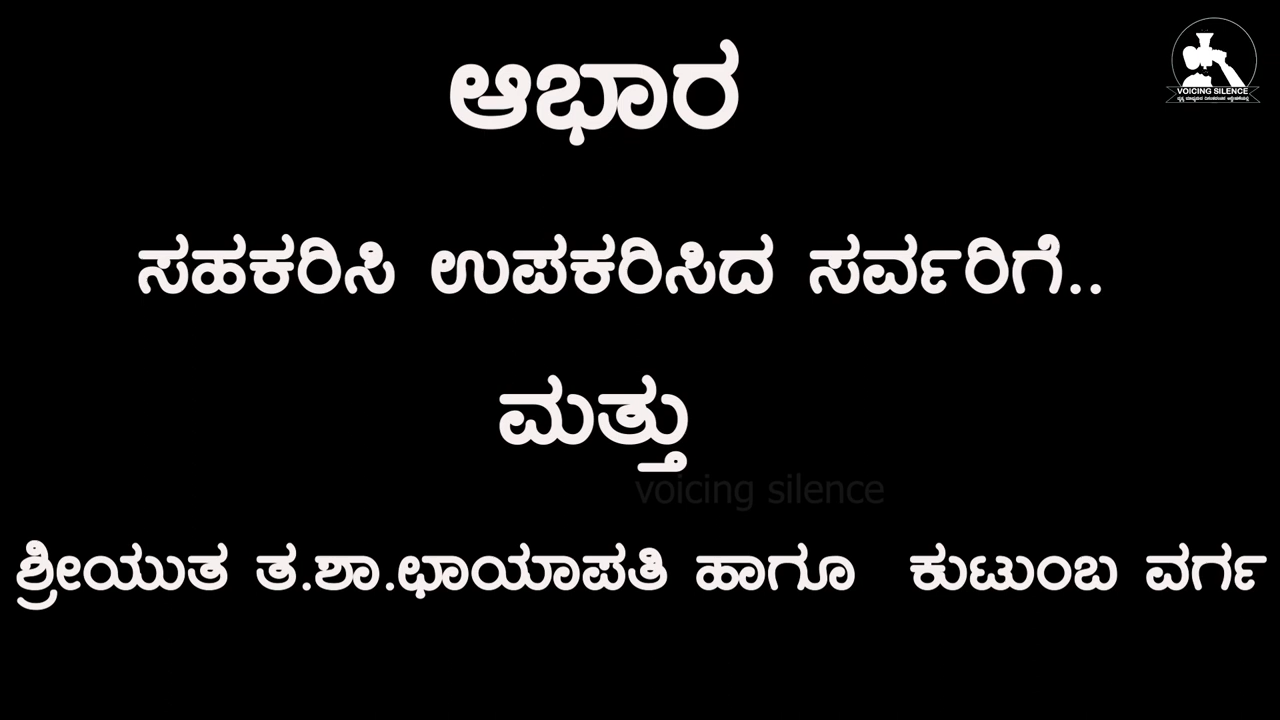 ಆಭಾರ
VOICING SILENCE
ಸಹಕರಿಸಿ ಉಪಕರಿಸಿದ ಸರ್ವರಿಗೆ..
ಮತ್ತು
voicing silence
ಶ್ರೀಯುತ ತ.ಶಾ.ಛಾಯಾಪತಿ ಹಾಗೂ ಕುಟುಂಬ ವರ್ಗ